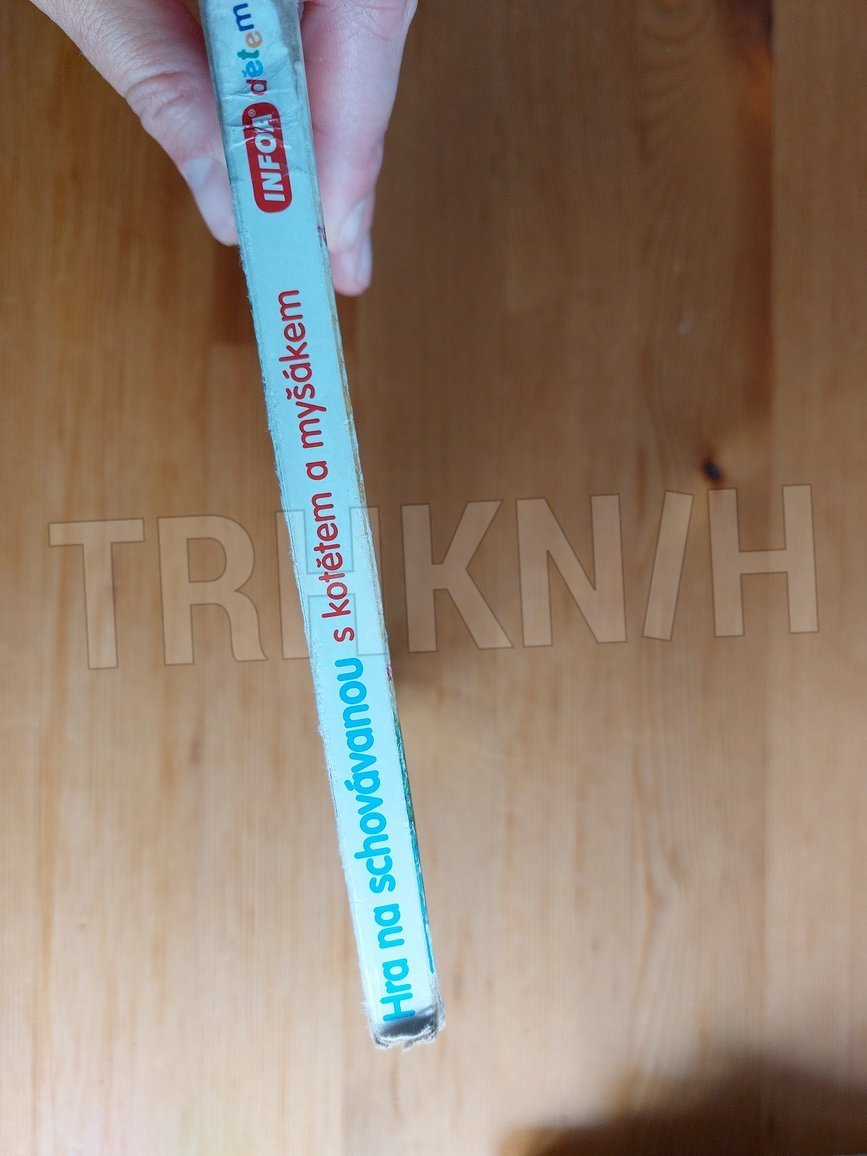 Hra na schovávanou s kotětem a myšákem INFOA® dětem
TRHKNIH